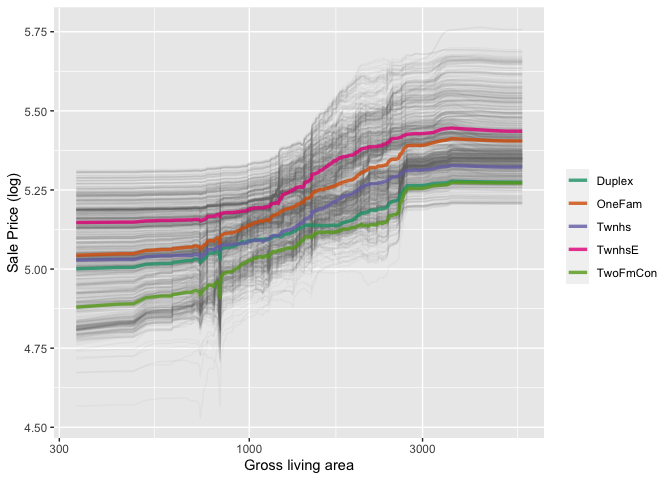 5.75
5.50
5.25
5.00
4.75
4.50
Sale Price (log)
300
1000
3000
Gross living area
Duplex
OneFam
Twnhs
TwnhsE
TwoFmCon